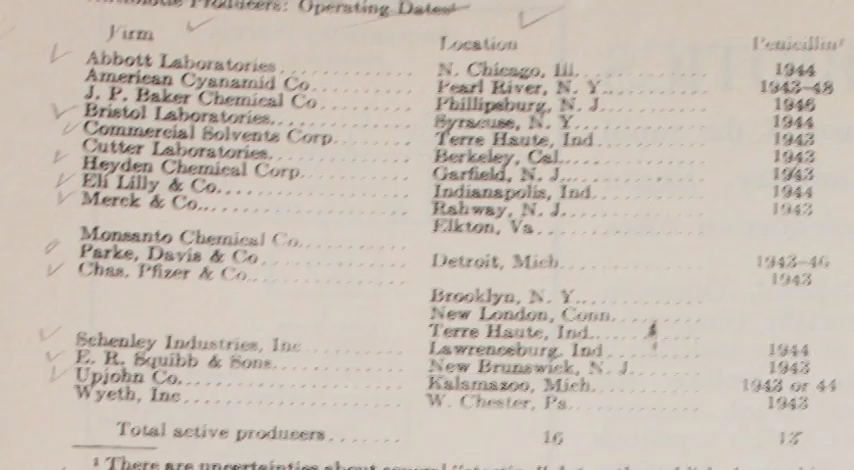 Producers: Operating Dates¹
Firm Location Penicillin¹
Abbott Laboratories N. Chicago, Ill. 1944
American Cyanamid Co. Pearl River, N. Y. 1943–48
J. P. Baker Chemical Co. Phillipsburg, N. J. 1946
Bristol Laboratories Syracuse, N. Y. 1944
Commercial Solvents Corp. Terre Haute, Ind. 1943
Cutter Laboratories Berkeley, Cal. 1943
Heyden Chemical Corp. Garfield, N. J. 1943
Eli Lilly & Co. Indianapolis, Ind. 1944
Merck & Co. Rahway, N. J. 1943
Elkton, Va.
Monsanto Chemical Co.
Parke, Davis & Co. Detroit, Mich. 1943–46
Chas. Pfizer & Co. 1943
Brooklyn, N. Y.
New London, Conn.
Terre Haute, Ind.
Schenley Industries, Inc. Lawrenceburg, Ind. 1944
E. R. Squibb & Sons New Brunswick, N. J. 1943
Upjohn Co. Kalamazoo, Mich. 1943 or 44
Wyeth, Inc. W. Chester, Pa. 1943
Total active producers 16
¹ There are uncertainties about several